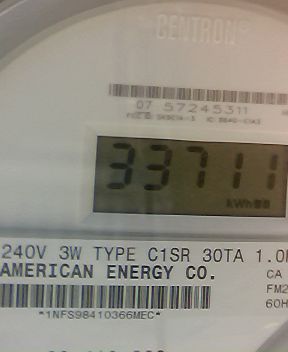 CENTRON
07 57245311
33711
kWh
240V 3W TYPE C1SR 30TA 1.0
AMERICAN ENERGY CO.
CA
FM2
60H
*1NFS98410366MEC*